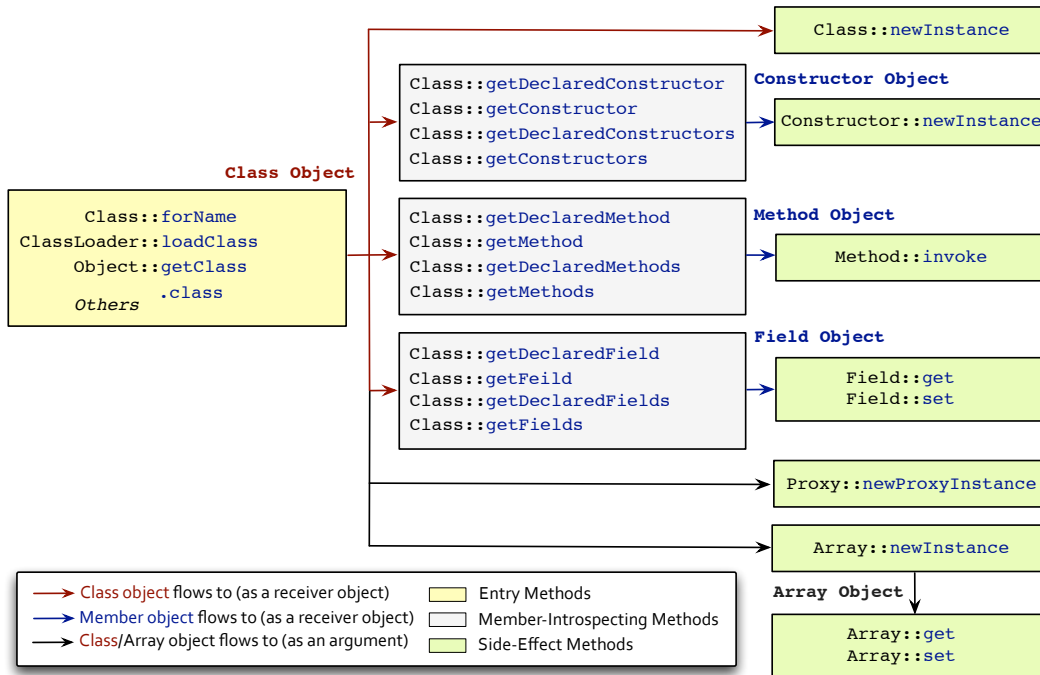 Class::newInstance
Class::getDeclaredConstructor
Class::getConstructor
Class::getDeclaredConstructors
Class::getConstructors
Constructor Object
Constructor::newInstance
Class Object
Class::forName
ClassLoader::loadClass
Object::getClass
.class
Others
Class::getDeclaredMethod
Class::getMethod
Class::getDeclaredMethods
Class::getMethods
Method Object
Method::invoke
Class::getDeclaredField
Class::getFeild
Class::getDeclaredFields
Class::getFields
Field Object
Field::get
Field::set
Proxy::newProxyInstance
Array::newInstance
Array Object
Array::get
Array::set
Class object flows to (as a receiver object)
Member object flows to (as a receiver object)
Class/Array object flows to (as an argument)
Entry Methods
Member-Introspecting Methods
Side-Effect Methods